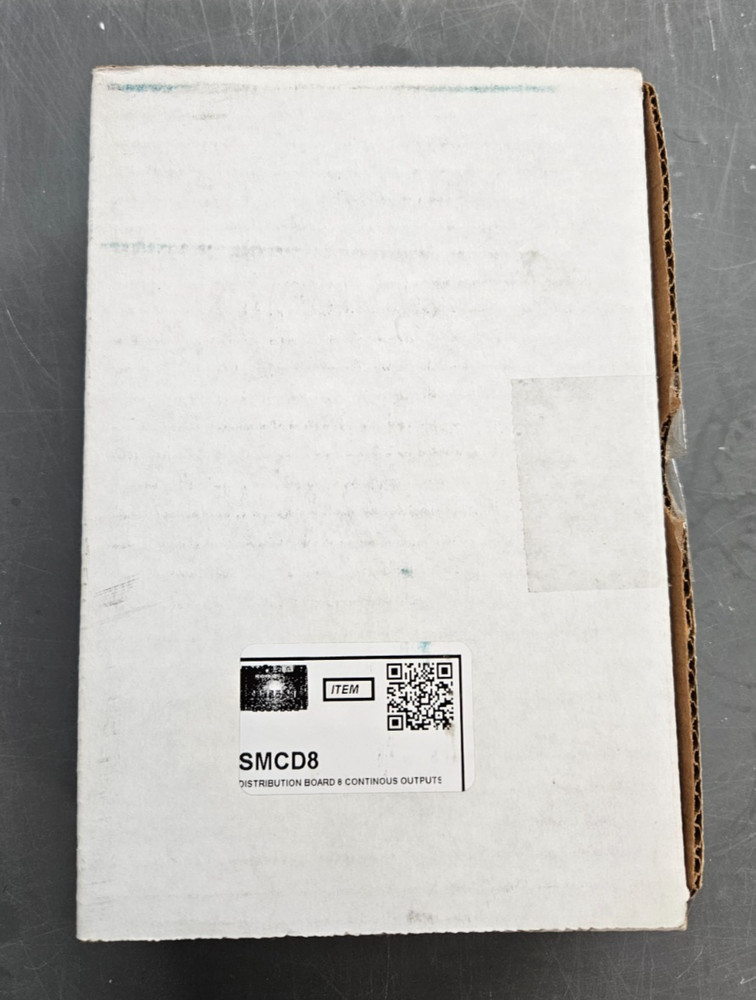 ITEM
SMCD8
DISTRIBUTION BOARD 8 CONTINOUS OUTPUTS